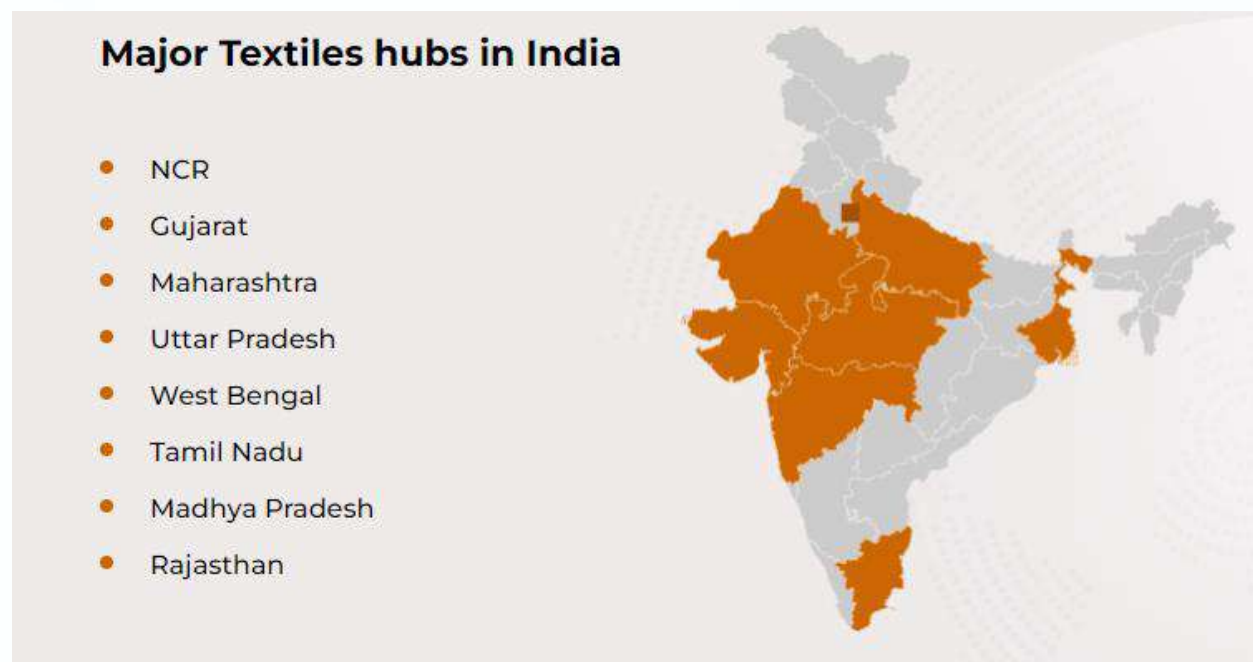 Major Textiles hubs in India
NCR
Gujarat
Maharashtra
Uttar Pradesh
West Bengal
Tamil Nadu
Madhya Pradesh
Rajasthan